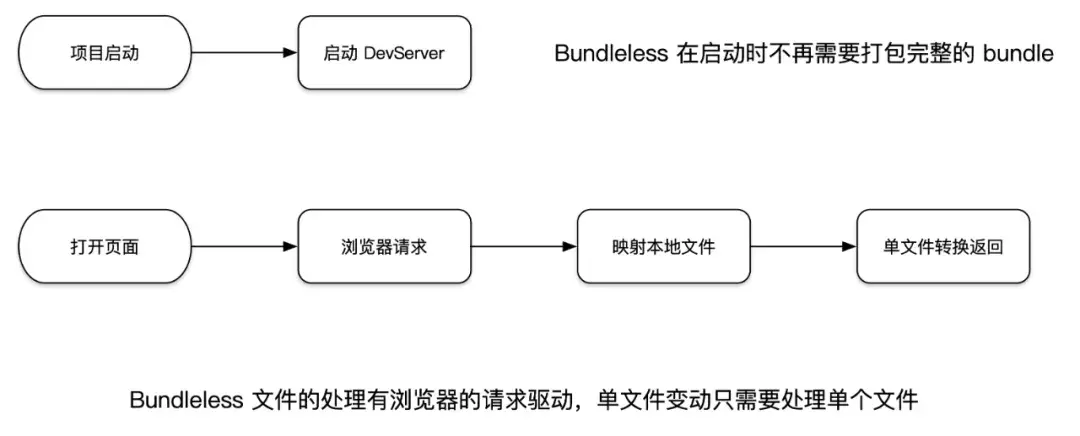 项目启动
启动 DevServer
Bundleless 在启动时不再需要打包完整的 bundle
打开页面
浏览器请求
映射本地文件
单文件转换返回
Bundleless 文件的处理有浏览器的请求驱动，单文件变动只需要处理单个文件